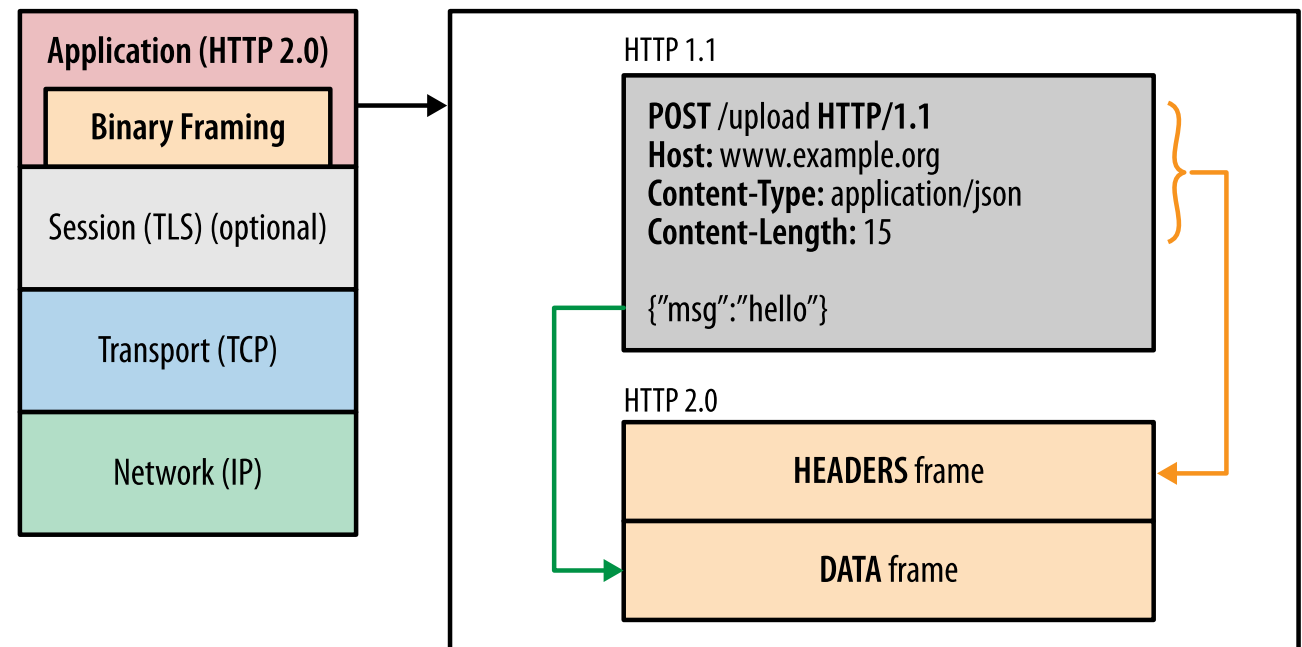 Application (HTTP 2.0)
Binary Framing
Session (TLS) (optional)
Transport (TCP)
Network (IP)
HTTP 1.1
POST /upload HTTP/1.1
Host: www.example.org
Content-Type: application/json
Content-Length: 15
{”msg”:”hello”}
HTTP 2.0
HEADERS frame
DATA frame